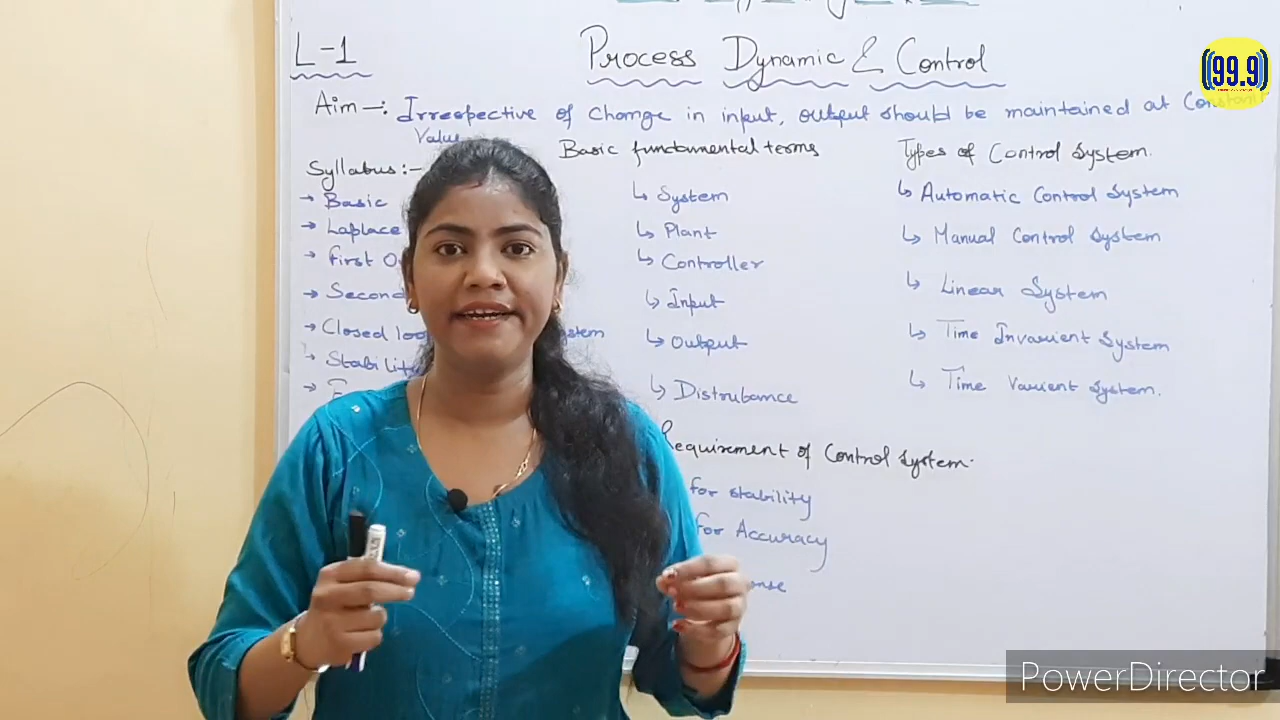 L-1
Process Dynamic & Control
99.9
Aim -: Irrespective of change in input, output should be maintained at Constant
Value
Syllabus :-
→ Basic
→ Laplace
→ First O
→ Second
→ Closed loo stem
→ Stability
Basic fundamental terms
↳ System
↳ Plant
↳ Controller
↳ Input
↳ Output
↳ Distrubance
Types of Control System.
↳ Automatic Control System
↳ Manual Control System
↳ Linear System
↳ Time Invarient System
↳ Time Varient System.
Requirement of Control System.
for stability
for Accuracy
onse
PowerDirector